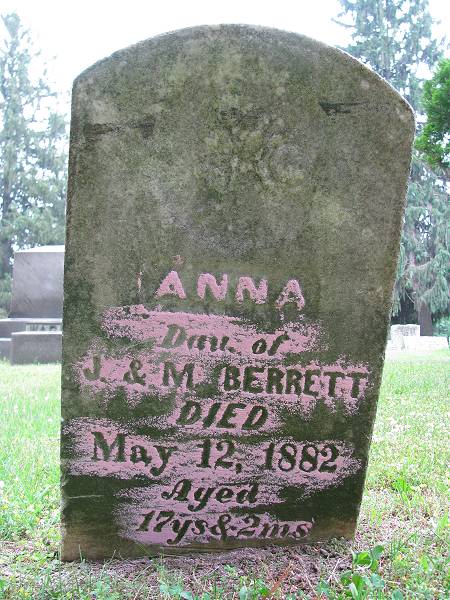 ANNA
Dau. of
J. & M. BERRETT
DIED
May 12, 1882
Aged
17ys & 2ms